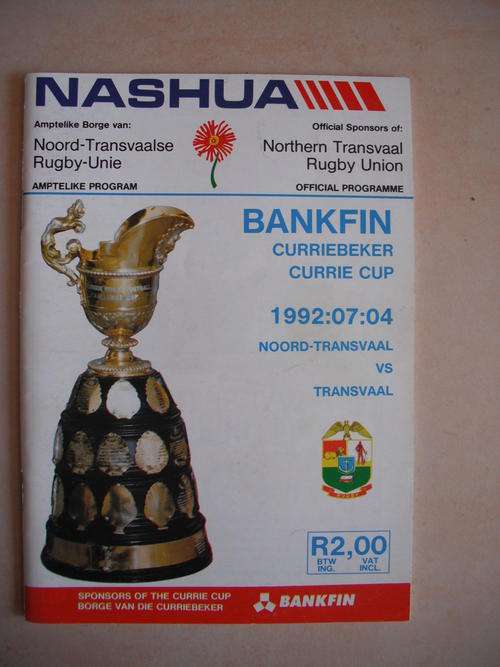 NASHUA
Amptelike Borge van:
Noord-Transvaalse
Rugby-Unie
AMPTELIKE PROGRAM
Official Sponsors of:
Northern Transvaal
Rugby Union
OFFICIAL PROGRAMME
BANKFIN
CURRIEBEKER
CURRIE CUP
1992:07:04
NOORD-TRANSVAAL
VS
TRANSVAAL
RUGBY
R2,00
BTW
ING.
VAT
INCL.
SPONSORS OF THE CURRIE CUP
BORGE VAN DIE CURRIEBEKER
BANKFIN